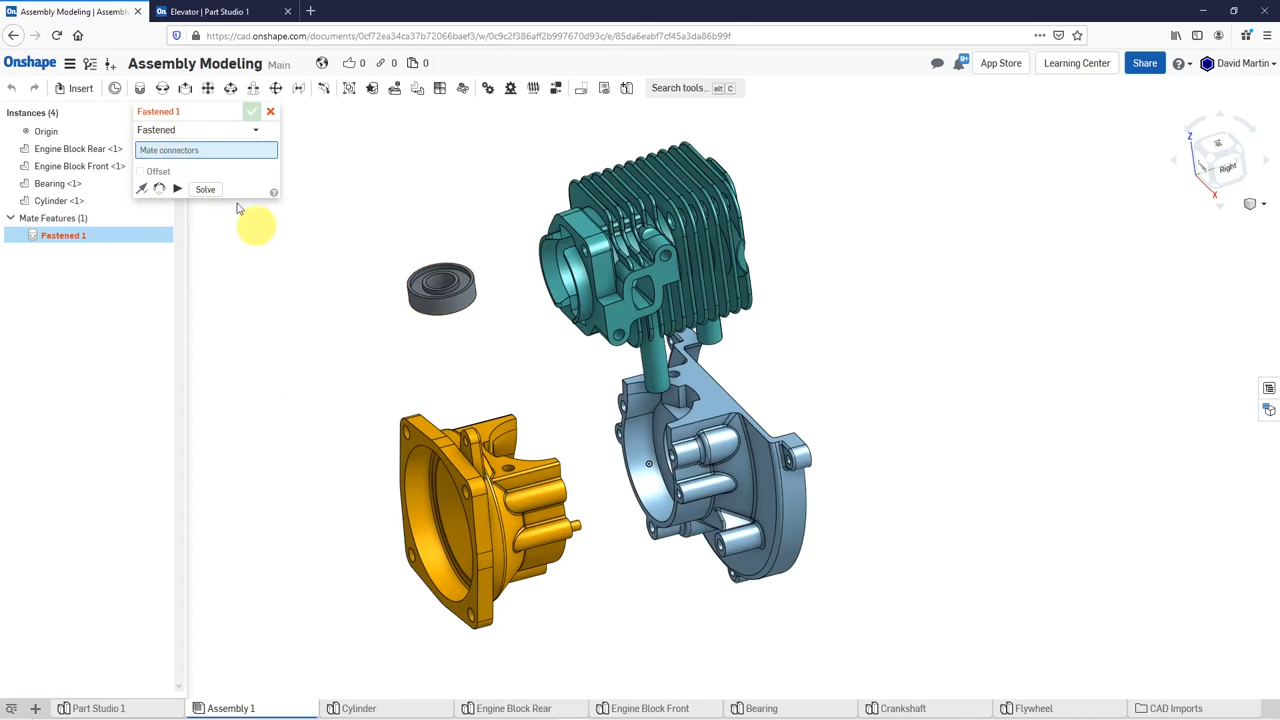 Assembly Modeling | Assembly
Elevator | Part Studio 1
https://cad.onshape.com/documents/0cf72ea34ca37b72066baef3/w/0c9c2f386aff2b6970670d93c/e/85da6eabf7cf45a3da86b99f
Onshape
Assembly Modeling Main
0
0
0
9+
App Store
Learning Center
Share
David Martin
Insert
Search tools... alt C
Instances (4)
Origin
Engine Block Rear <1>
Engine Block Front <1>
Bearing <1>
Cylinder <1>
Mate Features (1)
Fastened 1
Fastened 1
Fastened
Mate connectors
Offset
Solve
Z
Right
X
Part Studio 1
Assembly 1
Cylinder
Engine Block Rear
Engine Block Front
Bearing
Crankshaft
Flywheel
CAD Imports